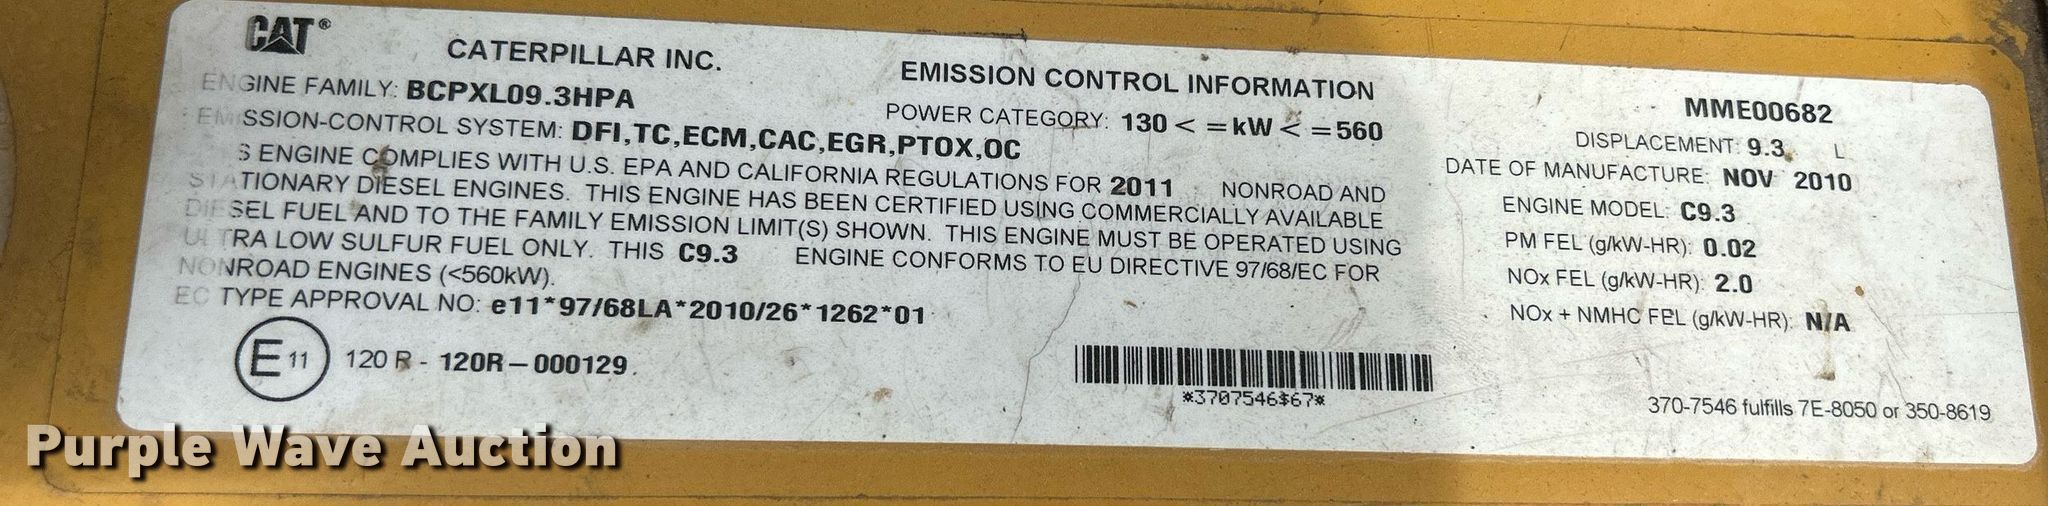 CAT®
CATERPILLAR INC.
EMISSION CONTROL INFORMATION
ENGINE FAMILY: BCPXL09.3HPA
POWER CATEGORY: 130 < =kW < =560
EMISSION-CONTROL SYSTEM: DFI,TC,ECM,CAC,EGR,PTOX,OC
S ENGINE COMPLIES WITH U.S. EPA AND CALIFORNIA REGULATIONS FOR 2011 NONROAD AND
STATIONARY DIESEL ENGINES. THIS ENGINE HAS BEEN CERTIFIED USING COMMERCIALLY AVAILABLE
DIESEL FUEL AND TO THE FAMILY EMISSION LIMIT(S) SHOWN. THIS ENGINE MUST BE OPERATED USING
ULTRA LOW SULFUR FUEL ONLY. THIS C9.3 ENGINE CONFORMS TO EU DIRECTIVE 97/68/EC FOR
NONROAD ENGINES (<560kW).
EC TYPE APPROVAL NO: e11*97/68LA*2010/26*1262*01
E 11 120 R - 120R-000129
MME00682
DISPLACEMENT: 9.3 L
DATE OF MANUFACTURE: NOV 2010
ENGINE MODEL: C9.3
PM FEL (g/kW-HR): 0.02
NOx FEL (g/kW-HR): 2.0
NOx + NMHC FEL (g/kW-HR): N/A
*3707546$67*
370-7546 fulfills 7E-8050 or 350-8619
Purple Wave Auction